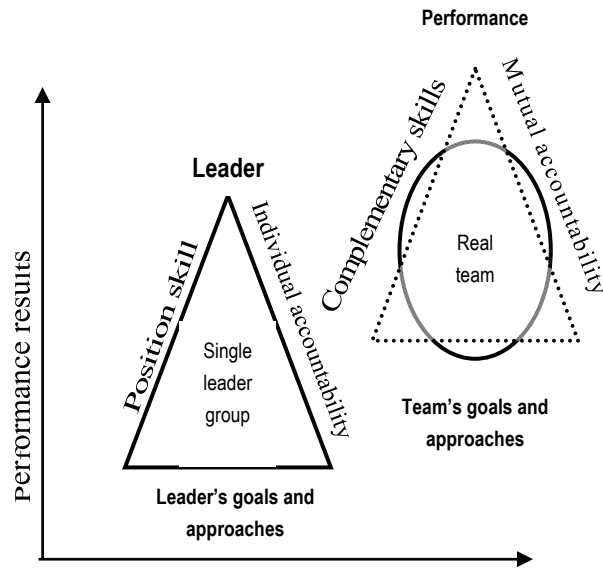 Performance
Complementary skills
Mutual accountability
Leader
Position skill
Individual accountability
Real
team
Single
leader
group
Performance results
Team's goals and
approaches
Leader's goals and
approaches